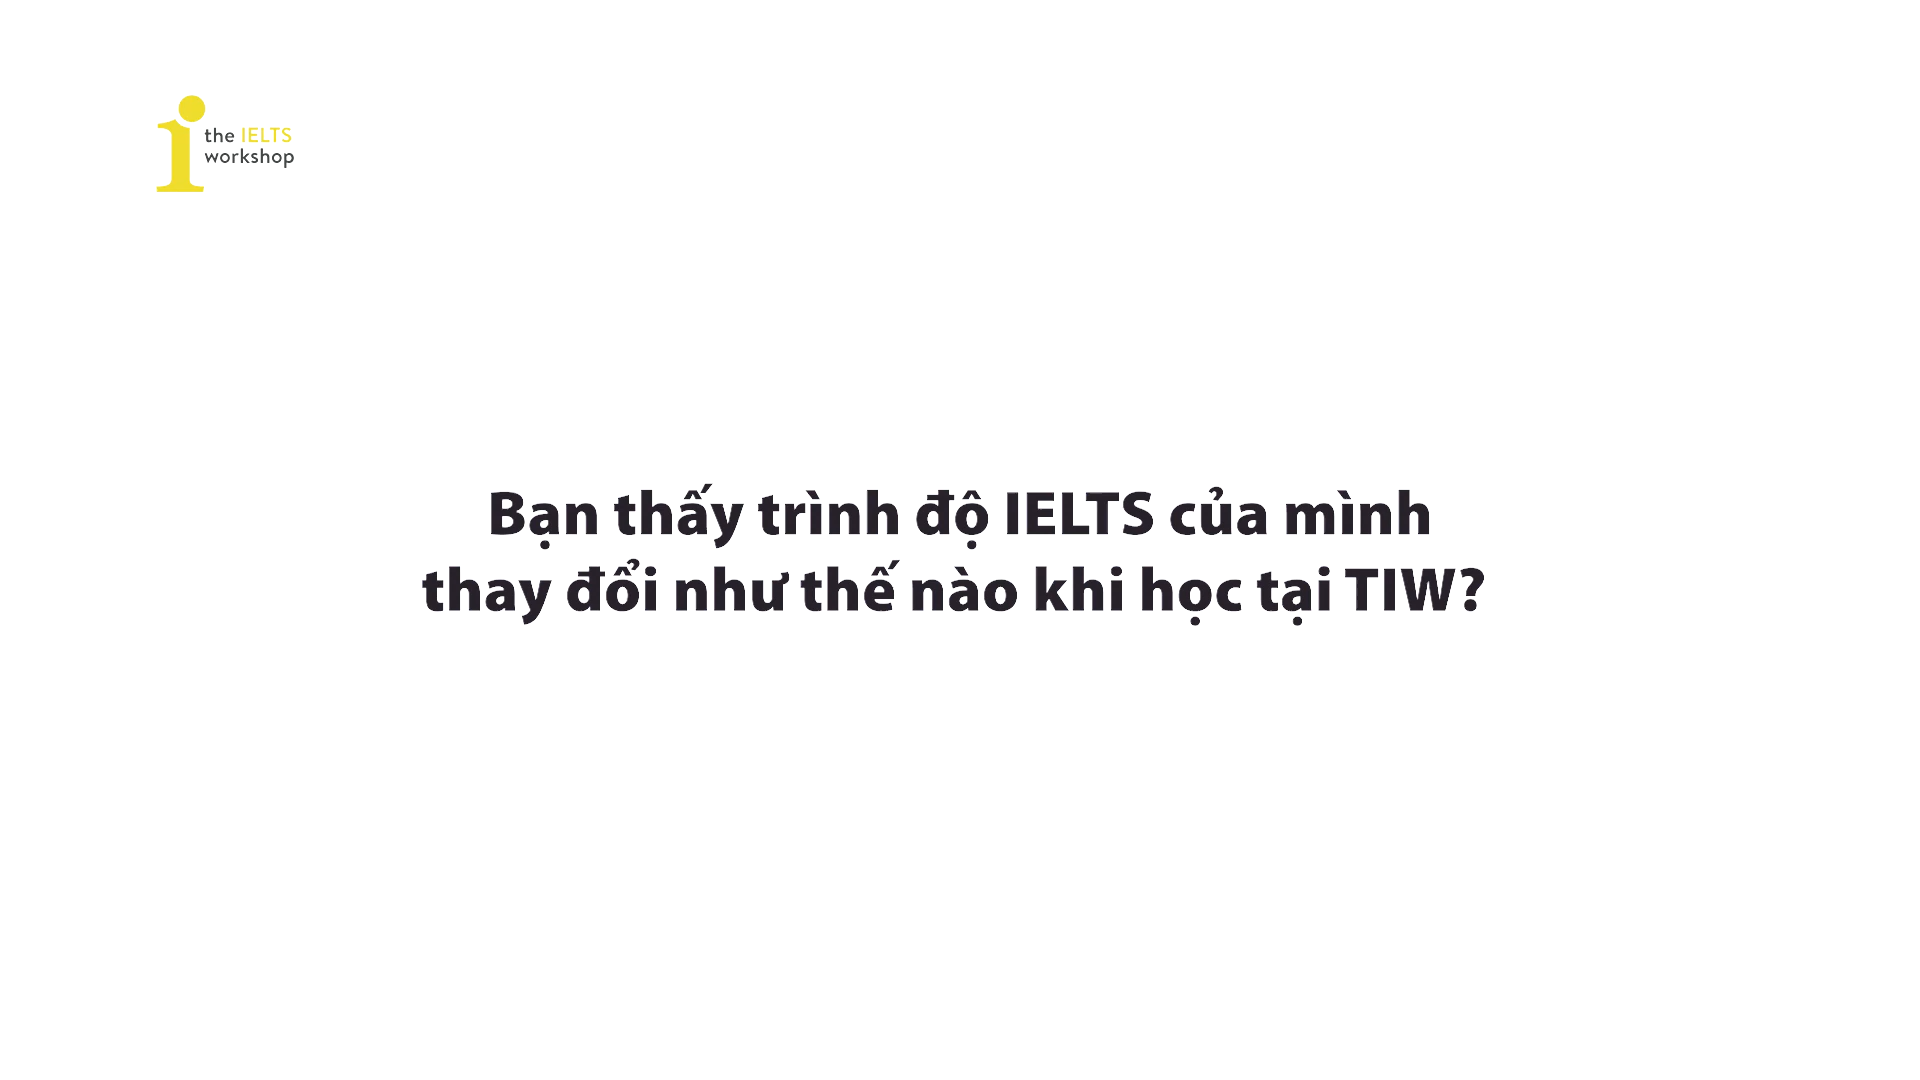 the IELTS
workshop
Bạn thấy trình độ IELTS của mình
thay đổi như thế nào khi học tại TIW?